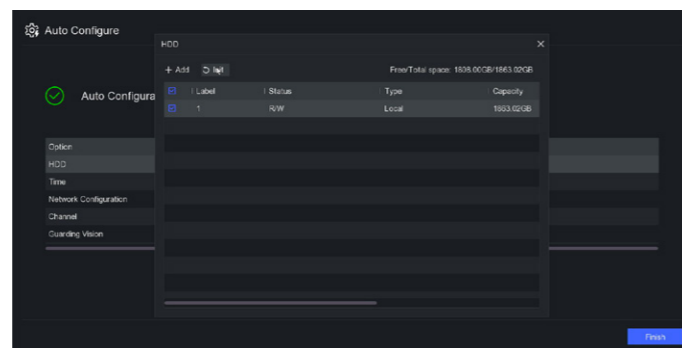 Auto Configure
HDD
+ Add Init
Free/Total space: 1836.00GB/1863.02GB
Auto Configura
Label Status Type Capacity
1 R/W Local 1863.02GB
Option
HDD
Time
Network Configuration
Channel
Guarding Vision
Finish